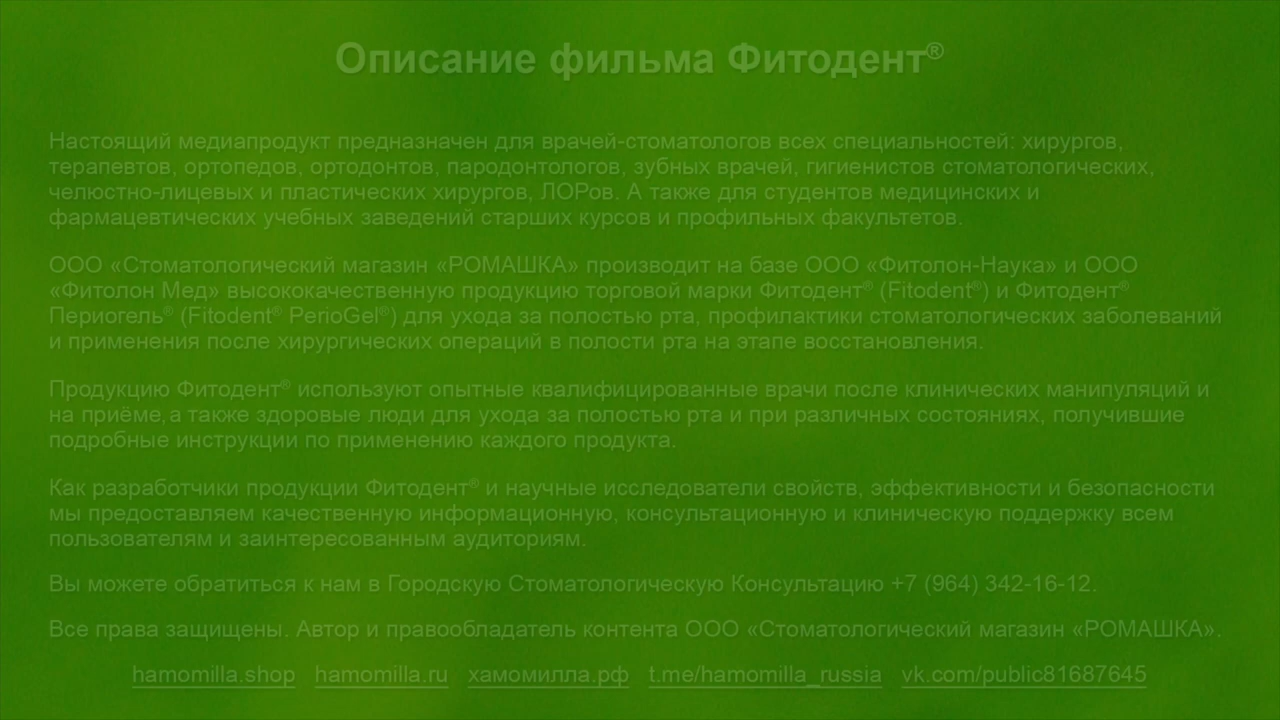 Описание фильма Фитодент®
Настоящий медиапродукт предназначен для врачей-стоматологов всех специальностей: хирургов,
терапевтов, ортопедов, ортодонтов, пародонтологов, зубных врачей, гигиенистов стоматологических,
челюстно-лицевых и пластических хирургов, ЛОРов. А также для студентов медицинских и
фармацевтических учебных заведений старших курсов и профильных факультетов.
ООО «Стоматологический магазин «РОМАШКА» производит на базе ООО «Фитолон-Наука» и ООО
«Фитолон Мед» высококачественную продукцию торговой марки Фитодент® (Fitodent®) и Фитодент®
Периогель® (Fitodent® PerioGel®) для ухода за полостью рта, профилактики стоматологических заболеваний
и применения после хирургических операций в полости рта на этапе восстановления.
Продукцию Фитодент® используют опытные квалифицированные врачи после клинических манипуляций и
на приёме, а также здоровые люди для ухода за полостью рта и при различных состояниях, получившие
подробные инструкции по применению каждого продукта.
Как разработчики продукции Фитодент® и научные исследователи свойств, эффективности и безопасности
мы предоставляем качественную информационную, консультационную и клиническую поддержку всем
пользователям и заинтересованным аудиториям.
Вы можете обратиться к нам в Городскую Стоматологическую Консультацию +7 (964) 342-16-12.
Все права защищены. Автор и правообладатель контента ООО «Стоматологический магазин «РОМАШКА».
hamomilla.shop hamomilla.ru хамомилла.рф t.me/hamomilla_russia vk.com/public81687645